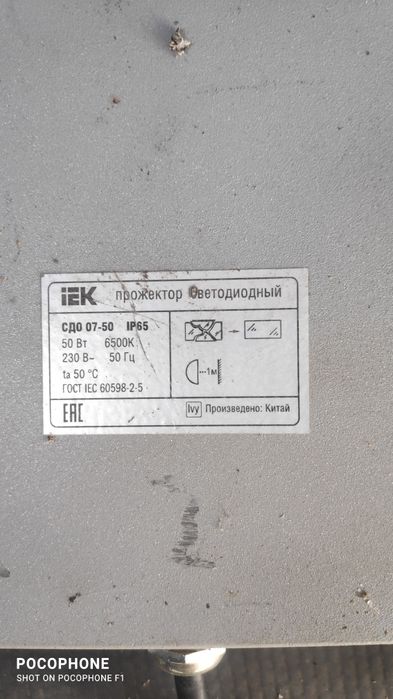 iEK прожектор светодиодный
СДО 07-50 IP65
50 Вт 6500К
230 В~ 50 Гц
ta 50 °C
ГОСТ IEC 60598-2-5
1м
EAC
Ivy Произведено: Китай
POCOPHONE
SHOT ON POCOPHONE F1